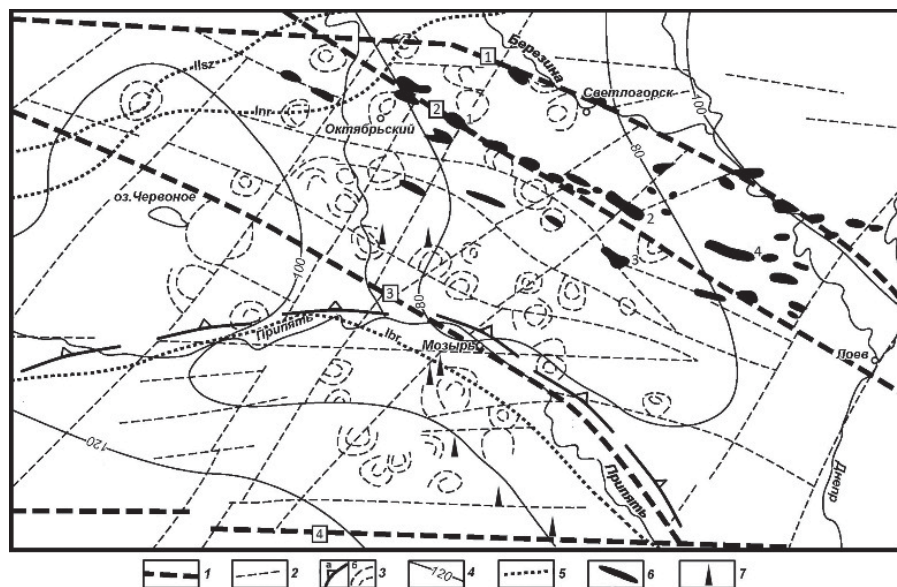 Березина
1
IIsz
Светлогорск
100
Inr
2
1
Октябрьский
80
оз.Червоное
2
3
4
100
3
80
Припять
Ibr
Мозырь
Лоев
120
Припять
Днепр
4
1
2
а
б
3
120
4
5
6
7